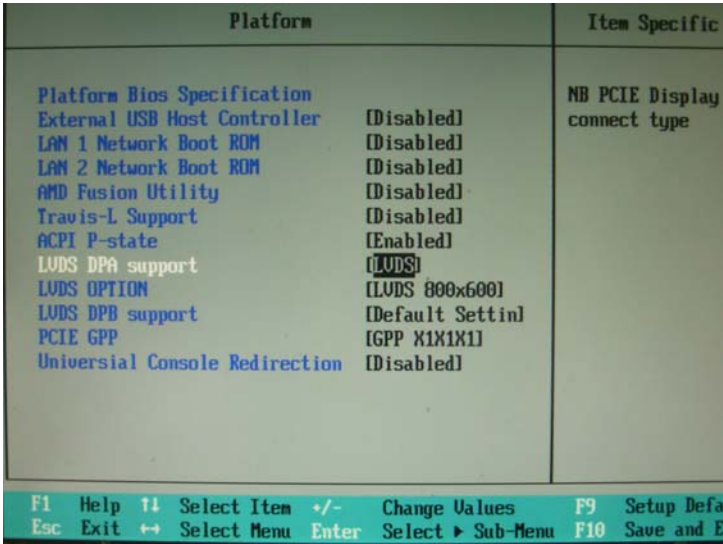 Platform
Item Specific
Platform Bios Specification
External USB Host Controller [Disabled]
LAN 1 Network Boot ROM [Disabled]
LAN 2 Network Boot ROM [Disabled]
AMD Fusion Utility [Disabled]
Travis-L Support [Disabled]
ACPI P-state [Enabled]
LVDS DPA support [LVDS]
LVDS OPTION [LVDS 800x600]
LVDS DPB support [Default Settin]
PCIE GPP [GPP X1X1X1]
Universial Console Redirection [Disabled]
NB PCIE Display
connect type
F1 Help ↑↓ Select Item +/- Change Values F9 Setup Defa
Esc Exit ↔ Select Menu Enter Select ▶ Sub-Menu F10 Save and E